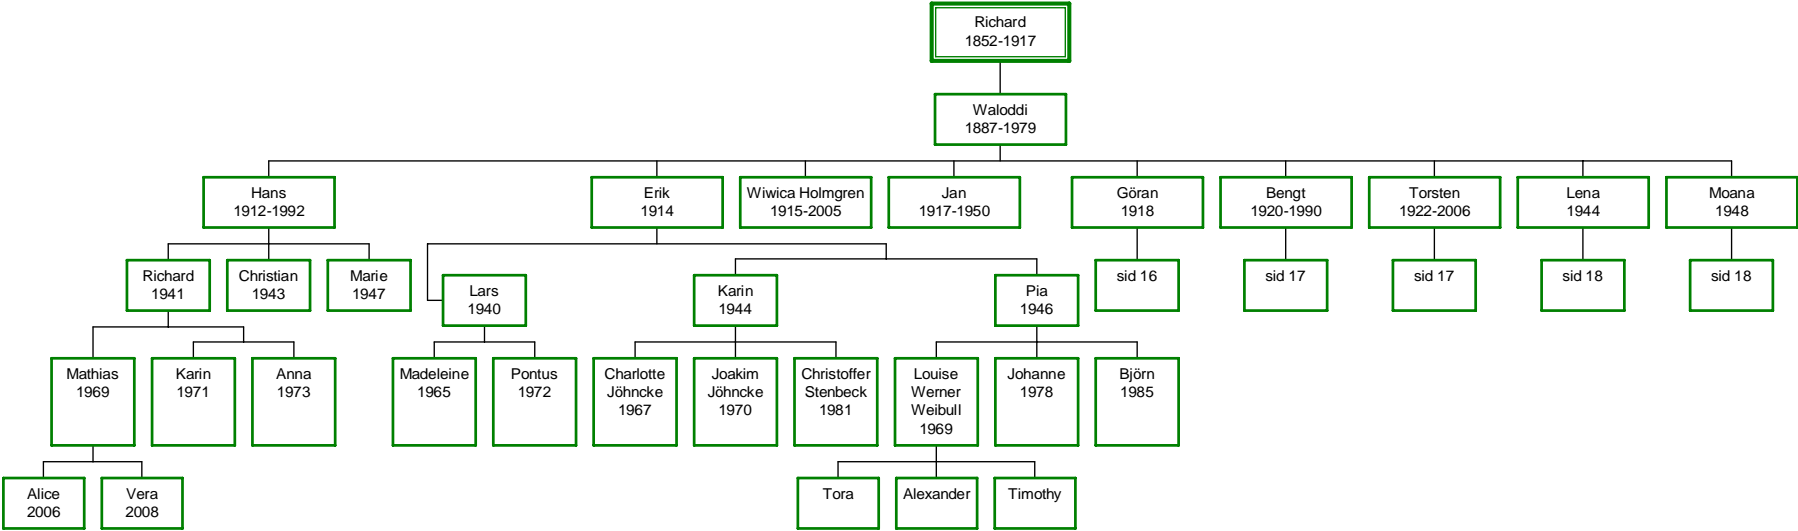 Richard
1852-1917
Waloddi
1887-1979
Hans
1912-1992
Erik
1914
Wiwica Holmgren
1915-2005
Jan
1917-1950
Göran
1918
Bengt
1920-1990
Torsten
1922-2006
Lena
1944
Moana
1948
Richard
1941
Christian
1943
Marie
1947
Lars
1940
Karin
1944
Pia
1946
sid 16
sid 17
sid 17
sid 18
sid 18
Mathias
1969
Karin
1971
Anna
1973
Madeleine
1965
Pontus
1972
Charlotte
Jöhncke
1967
Joakim
Jöhncke
1970
Christoffer
Stenbeck
1981
Louise
Werner
Weibull
1969
Johanne
1978
Björn
1985
Alice
2006
Vera
2008
Tora
Alexander
Timothy